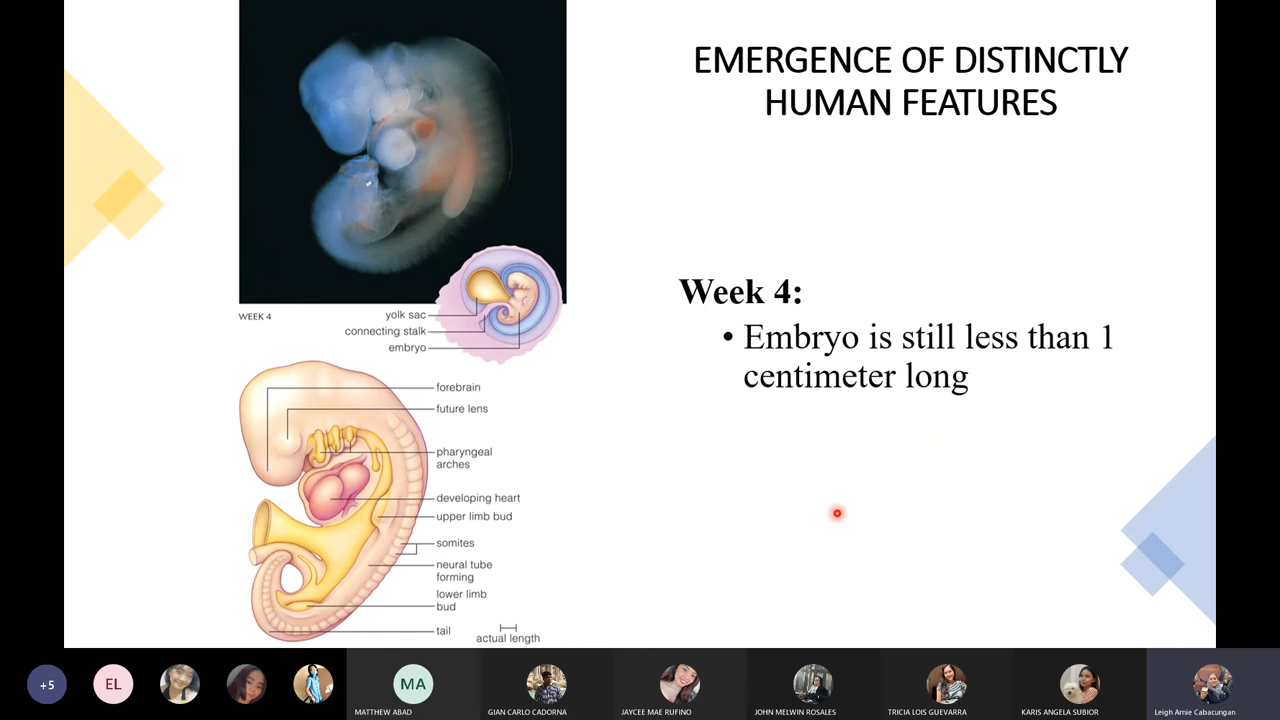 EMERGENCE OF DISTINCTLY
HUMAN FEATURES
Week 4:
• Embryo is still less than 1
centimeter long
WEEK 4
yolk sac
connecting stalk
embryo
forebrain
future lens
pharyngeal
arches
developing heart
upper limb bud
somites
neural tube
forming
lower limb
bud
tail
actual length
+5
EL
MA
MATTHEW ABAD
GIAN CARLO CADORNA
JAYCEE MAE RUFINO
JOHN MELWIN ROSALES
TRICIA LOIS GUEVARRA
KARIS ANGELA SUBIOR
Leigh Arnie Cabacungan